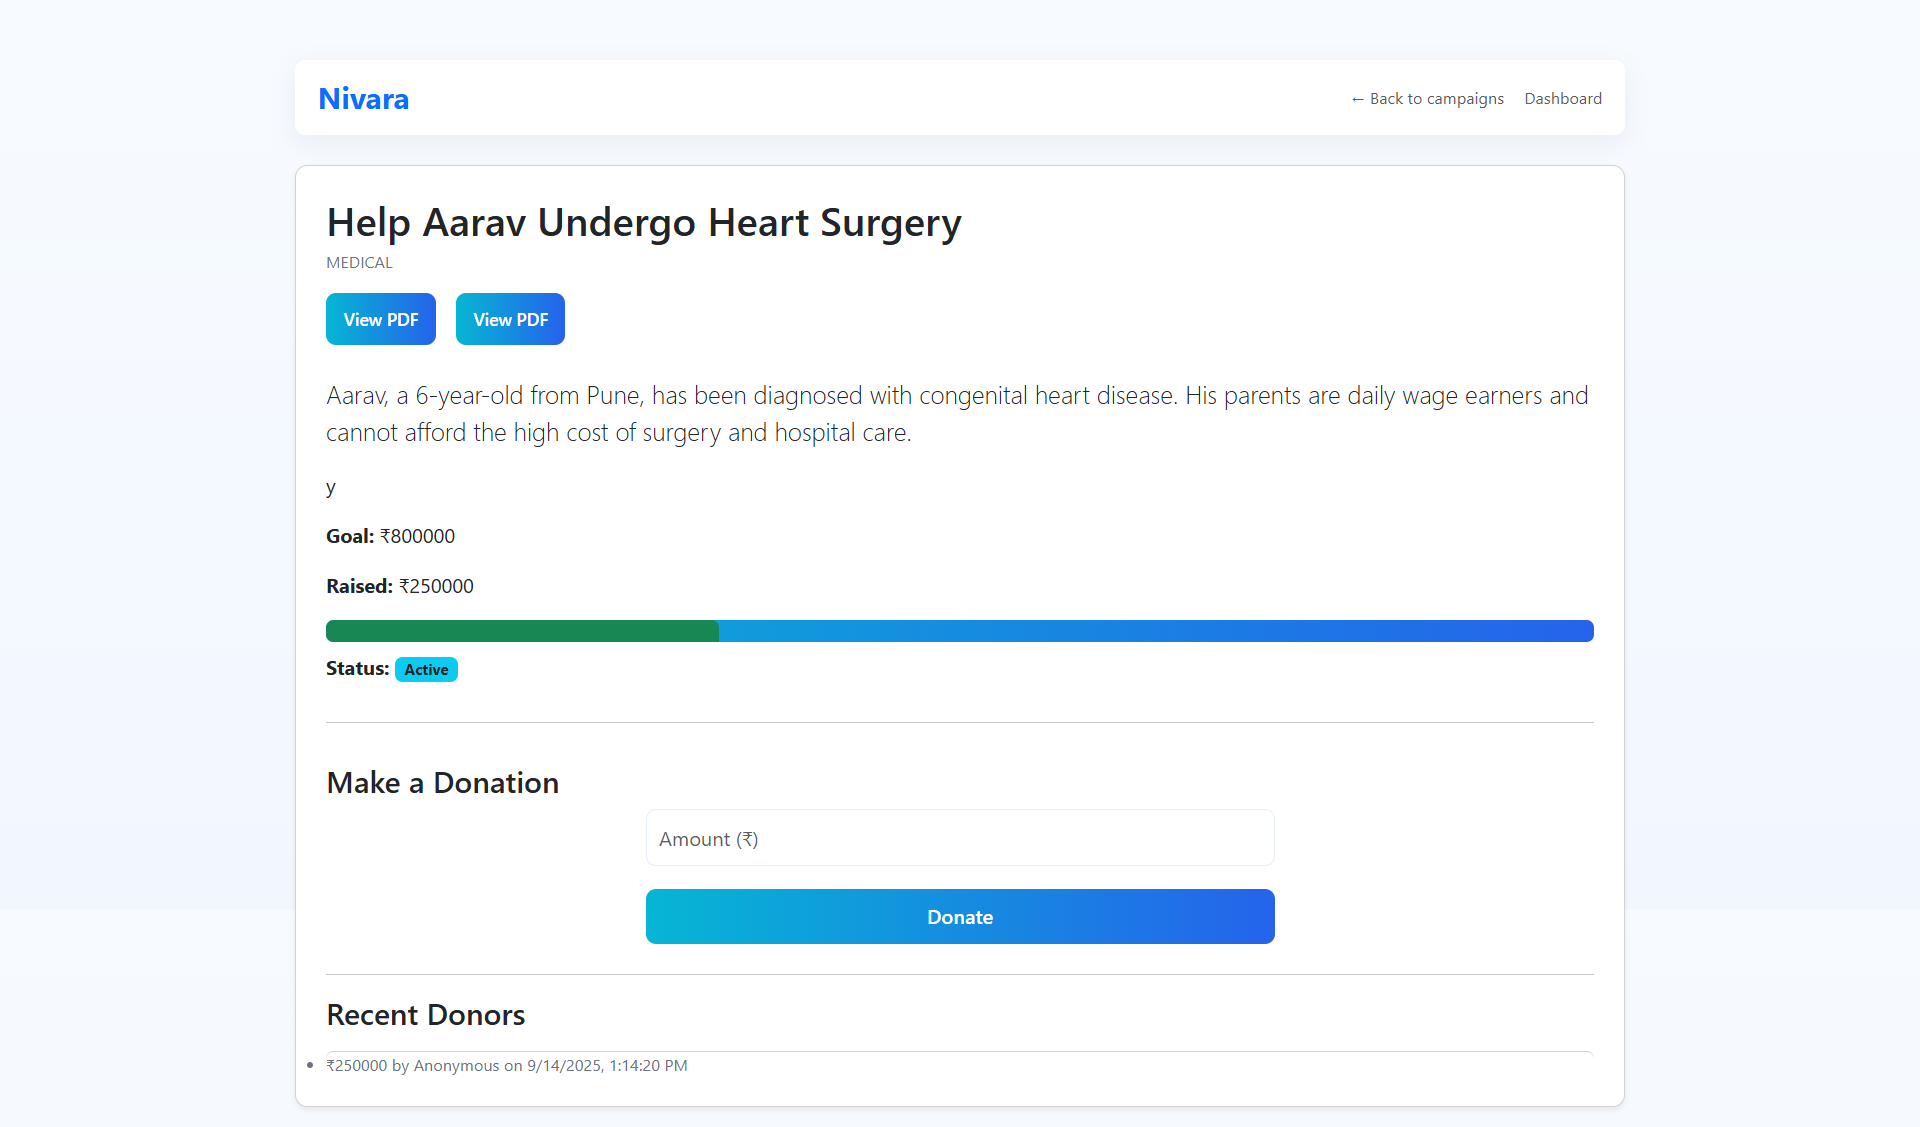 Nivara
← Back to campaigns
Dashboard
Help Aarav Undergo Heart Surgery
MEDICAL
View PDF
View PDF
Aarav, a 6-year-old from Pune, has been diagnosed with congenital heart disease. His parents are daily wage earners and
cannot afford the high cost of surgery and hospital care.
y
Goal: ₹800000
Raised: ₹250000
Status: Active
Make a Donation
Amount (₹)
Donate
Recent Donors
• ₹250000 by Anonymous on 9/14/2025, 1:14:20 PM